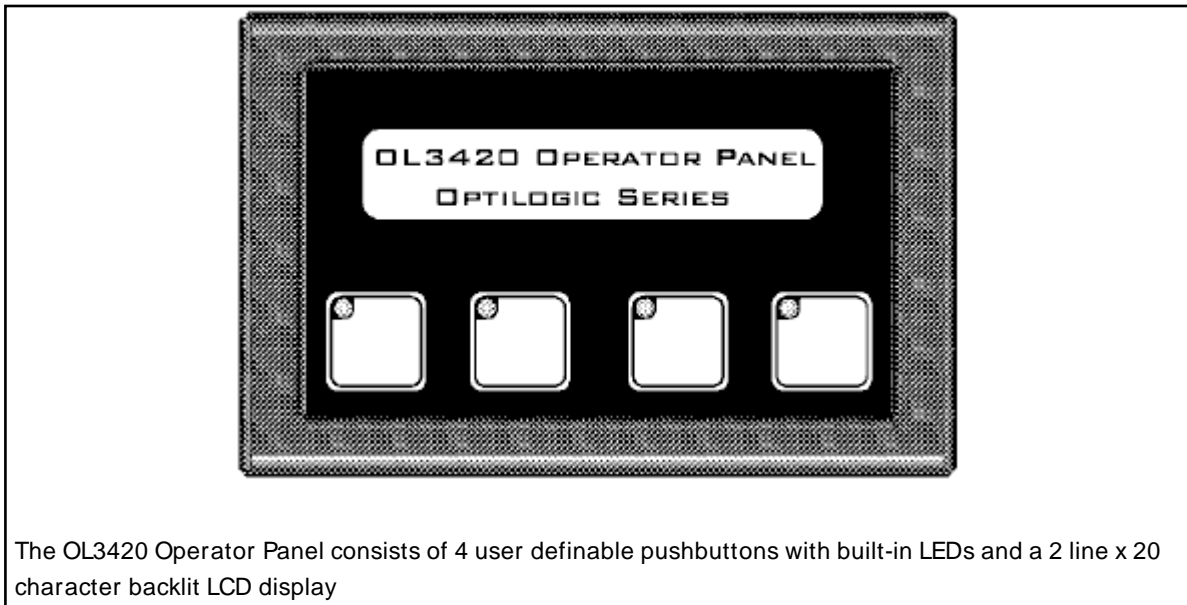 OL3420 OPERATOR PANEL
OPTILOGIC SERIES
The OL3420 Operator Panel consists of 4 user definable pushbuttons with built-in LEDs and a 2 line x 20
character backlit LCD display